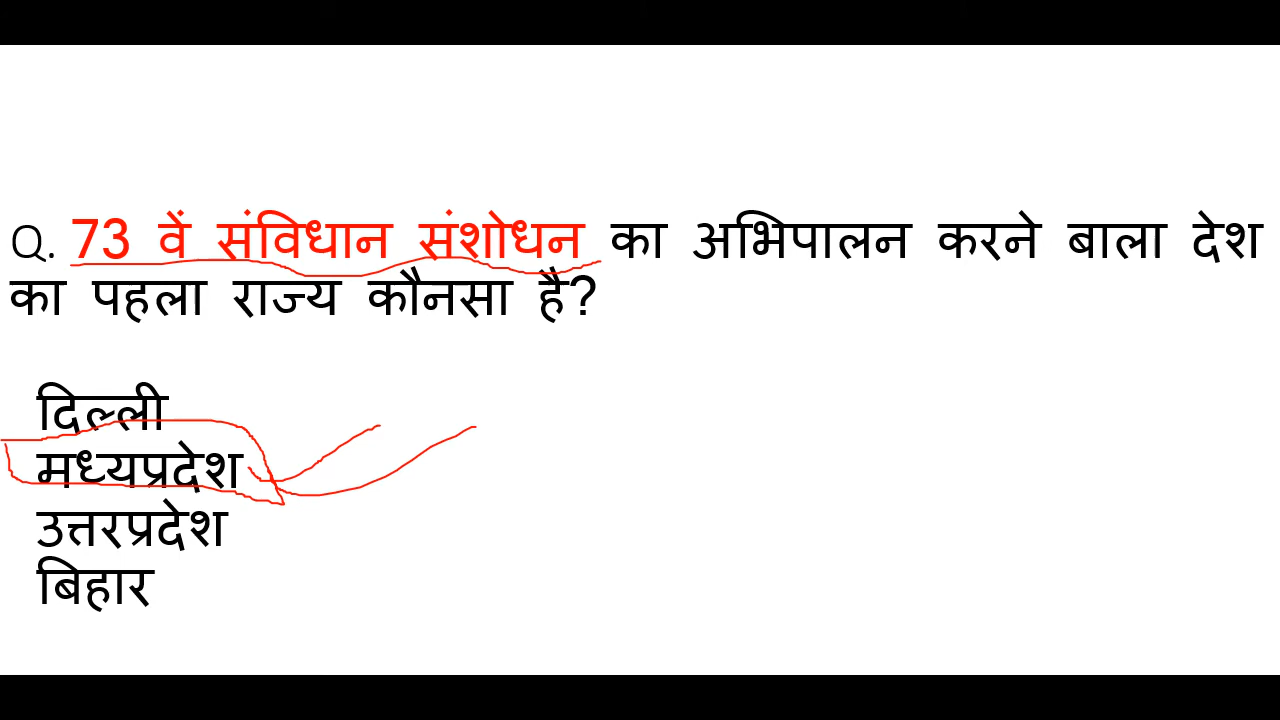 Q. 73 वें संविधान संशोधन का अभिपालन करने बाला देश
का पहला राज्य कौनसा है?
दिल्ली
मध्यप्रदेश
उत्तरप्रदेश
बिहार